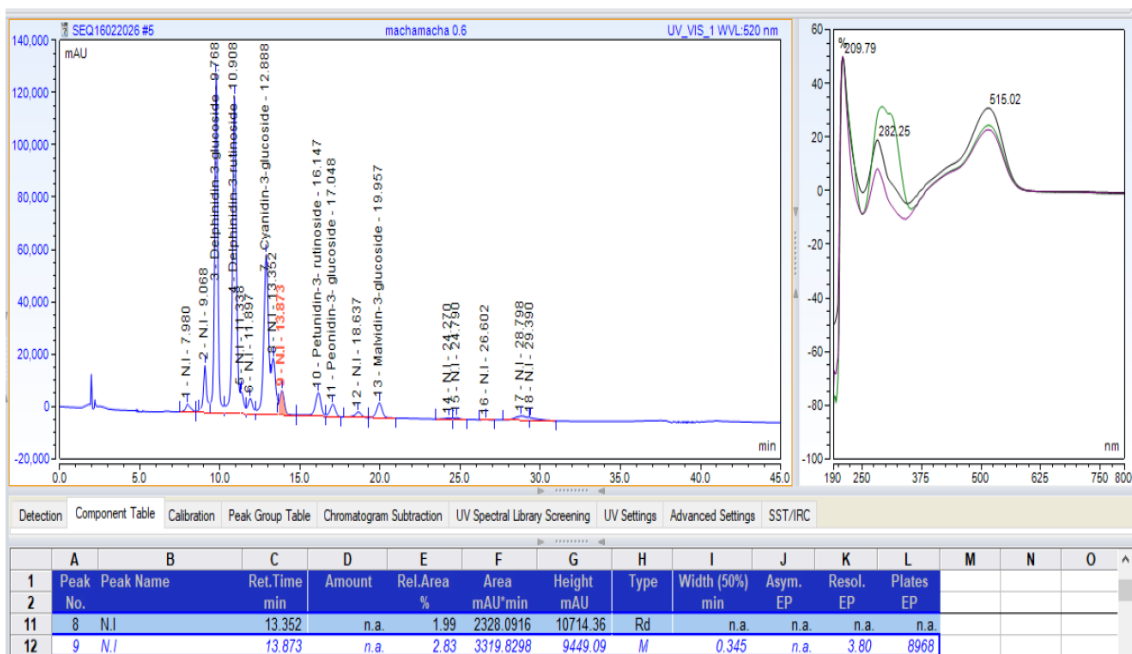 SEQ16022026 #5 machamacha 0.6 UV_VIS_1 WVL:520 nm
mAU
140,000
120,000
100,000
80,000
60,000
40,000
20,000
0
-20,000
1 - N.I - 7.980
2 - N.I - 9.068
3 - Delphinidin-3-glucoside - 9.768
4 - Delphinidin-3-rutinoside - 10.908
5 - N.I - 11.338
6 - N.I - 11.897
7 - Cyanidin-3-glucoside - 12.888
8 - N.I - 13.352
9 - N.I - 13.873
10 - Petunidin-3- rutinoside - 16.147
11 - Peonidin-3- glucoside - 17.048
12 - N.I - 18.637
13 - Malvidin-3-glucoside - 19.957
14 - N.I - 24.270
15 - N.I - 24.790
16 - N.I - 26.602
17 - N.I - 28.798
18 - N.I - 29.390
min
0.0 5.0 10.0 15.0 20.0 25.0 30.0 35.0 40.0 45.0
%
60
40
20
0
-20
-40
-60
-80
-100
209.79
282.25
515.02
nm
190 250 375 500 625 750 800
Detection Component Table Calibration Peak Group Table Chromatogram Subtraction UV Spectral Library Screening UV Settings Advanced Settings SST/IRC
A B C D E F G H I J K L M N O
1 Peak Peak Name Ret.Time Amount Rel.Area Area Height Type Width (50%) Asym. Resol. Plates
2 No. min % mAU*min mAU min EP EP EP
11 8 N.I 13.352 n.a. 1.99 2328.0916 10714.36 Rd n.a. n.a. n.a. n.a.
12 9 N.I 13.873 n.a. 2.83 3319.8298 9449.09 M 0.345 n.a. 3.80 8968